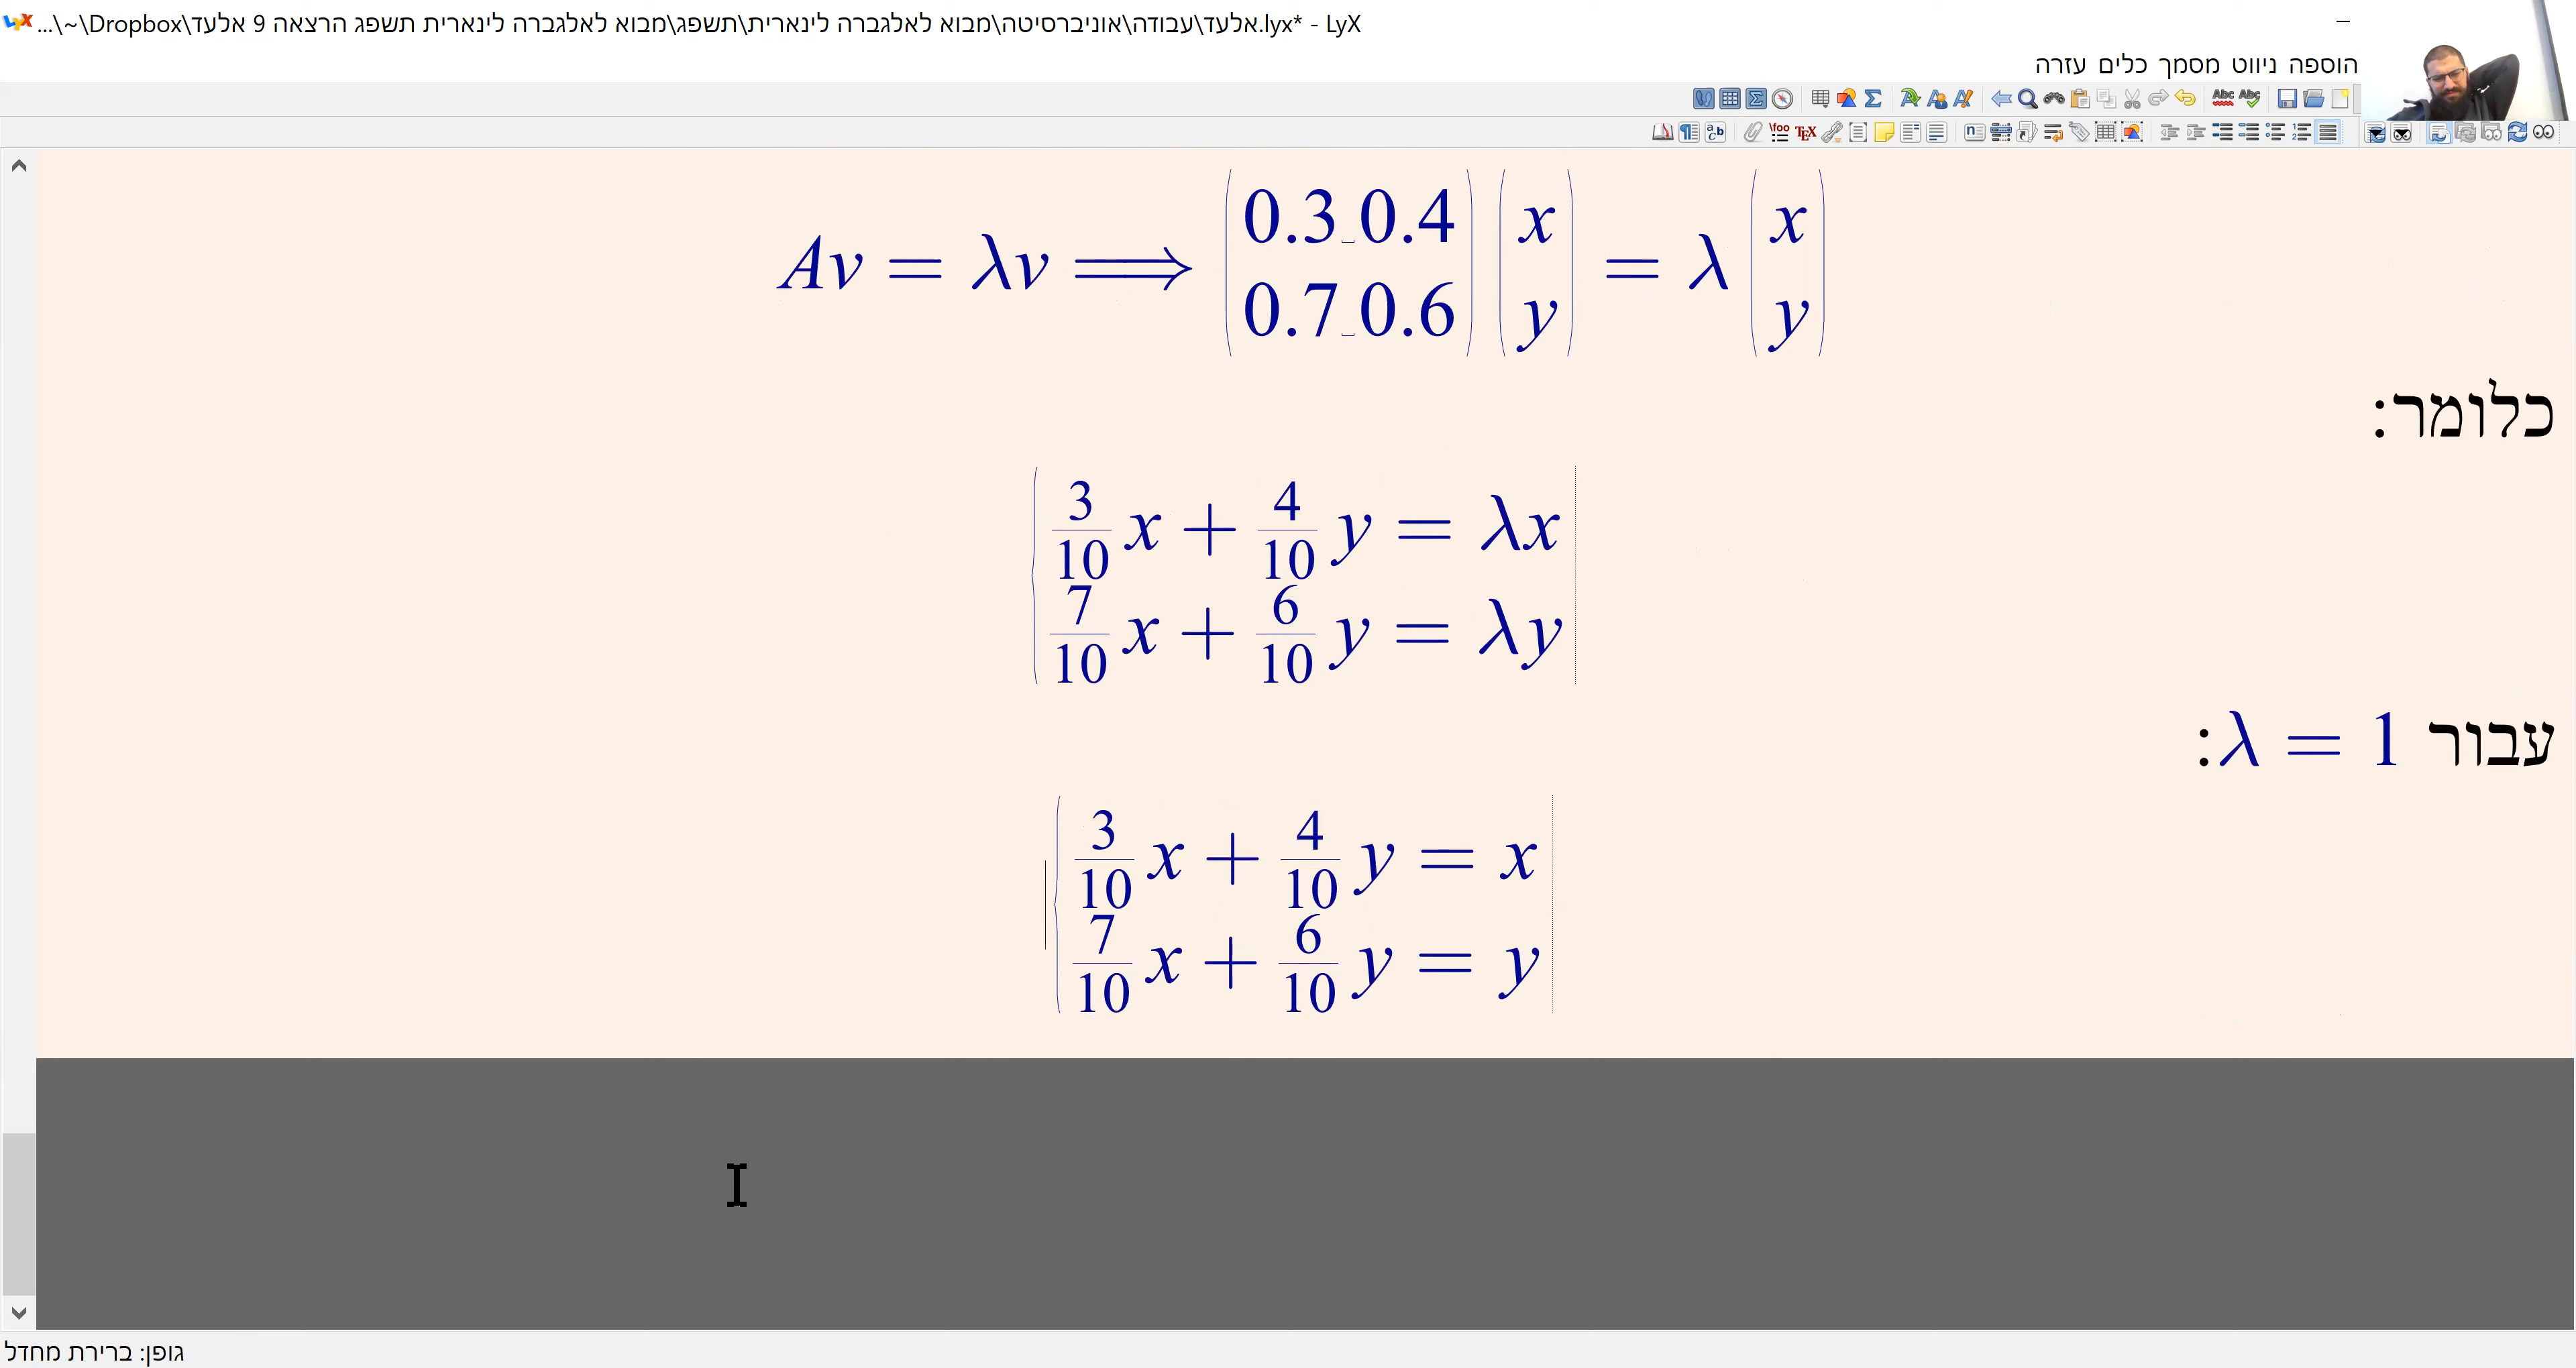 ...\~\Dropbox\אלעד\עבודה\אוניברסיטה\מבוא לאלגברה לינארית\תשפג\מבוא לאלגברה לינארית תשפג הרצאה 9 אלעד.lyx* - LyX
הוספה ניווט מסמך כלים עזרה
Av = λv ⟹ (0.3 0.4) (x) = λ (x)
(0.7 0.6) (y) (y)
כלומר:
{ 3/10 x + 4/10 y = λx
7/10 x + 6/10 y = λy
עבור λ = 1:
{ 3/10 x + 4/10 y = x
7/10 x + 6/10 y = y
גופן: ברירת מחדל